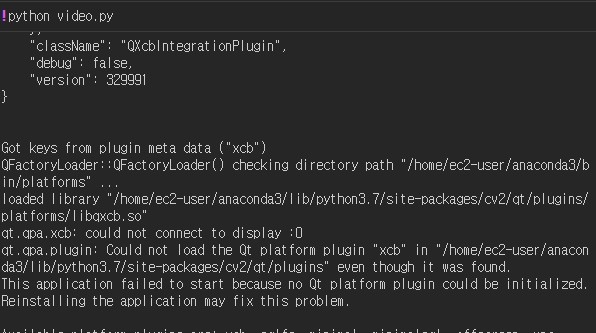 !python video.py
"className": "QXcbIntegrationPlugin",
"debug": false,
"version": 329991
}
Got keys from plugin meta data ("xcb")
QFactoryLoader::QFactoryLoader() checking directory path "/home/ec2-user/anaconda3/b
in/platforms" ...
loaded library "/home/ec2-user/anaconda3/lib/python3.7/site-packages/cv2/qt/plugins/
platforms/libqxcb.so"
qt.qpa.xcb: could not connect to display :0
qt.qpa.plugin: Could not load the Qt platform plugin "xcb" in "/home/ec2-user/anacon
da3/lib/python3.7/site-packages/cv2/qt/plugins" even though it was found.
This application failed to start because no Qt platform plugin could be initialized.
Reinstalling the application may fix this problem.